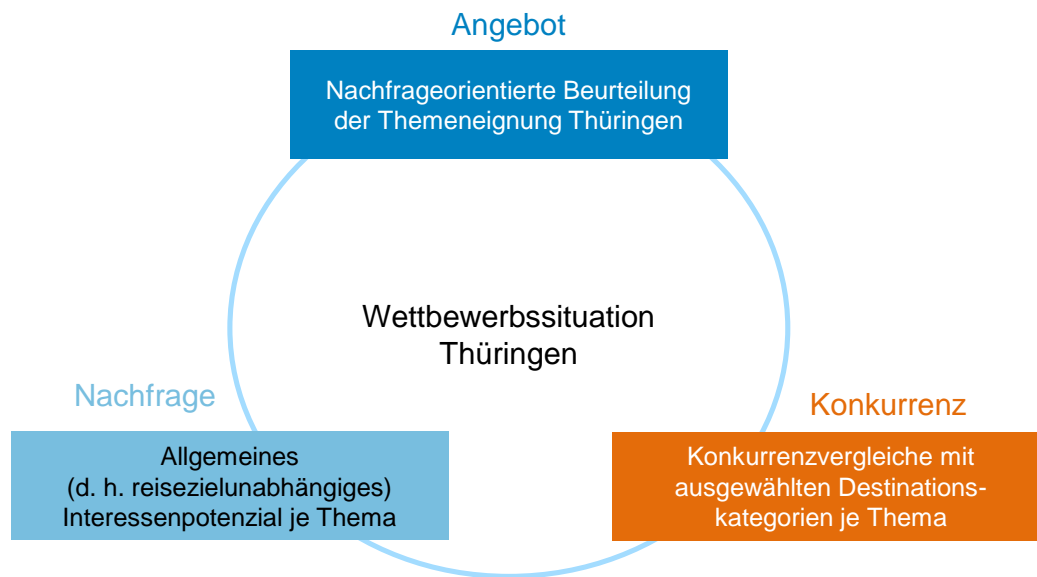 Angebot
Nachfrageorientierte Beurteilung
der Themeneignung Thüringen
Wettbewerbssituation
Thüringen
Nachfrage
Allgemeines
(d. h. reisezielunabhängiges)
Interessenpotenzial je Thema
Konkurrenz
Konkurrenzvergleiche mit
ausgewählten Destinations-
kategorien je Thema